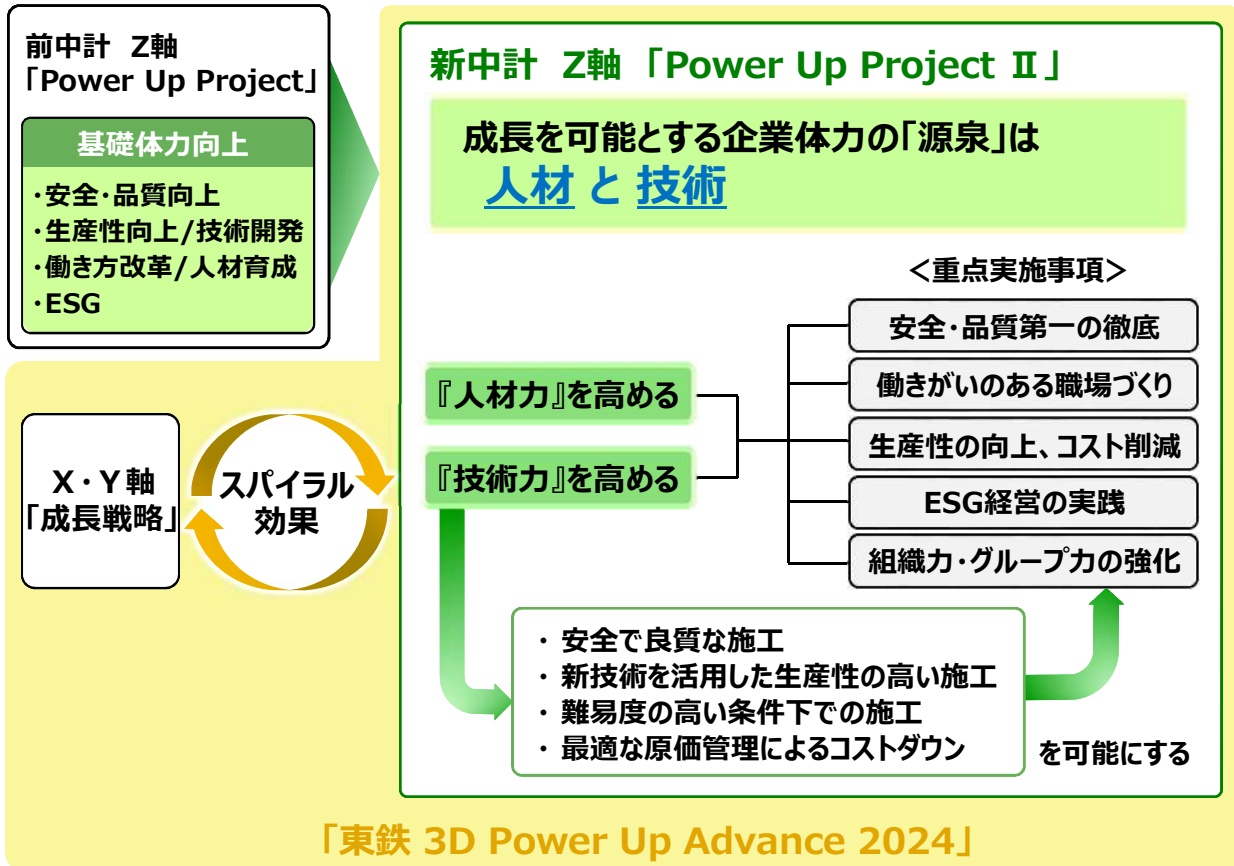 前中計 Z軸
「Power Up Project」
基礎体力向上
・安全・品質向上
・生産性向上/技術開発
・働き方改革/人材育成
・ESG
新中計 Z軸 「Power Up Project Ⅱ」
成長を可能とする企業体力の「源泉」は
人材 と 技術
＜重点実施事項＞
『人材力』を高める
『技術力』を高める
安全・品質第一の徹底
働きがいのある職場づくり
生産性の向上、コスト削減
ESG経営の実践
組織力・グループ力の強化
X・Y軸
「成長戦略」
スパイラル
効果
・ 安全で良質な施工
・ 新技術を活用した生産性の高い施工
・ 難易度の高い条件下での施工
・ 最適な原価管理によるコストダウン
を可能にする
「東鉄 3D Power Up Advance 2024」